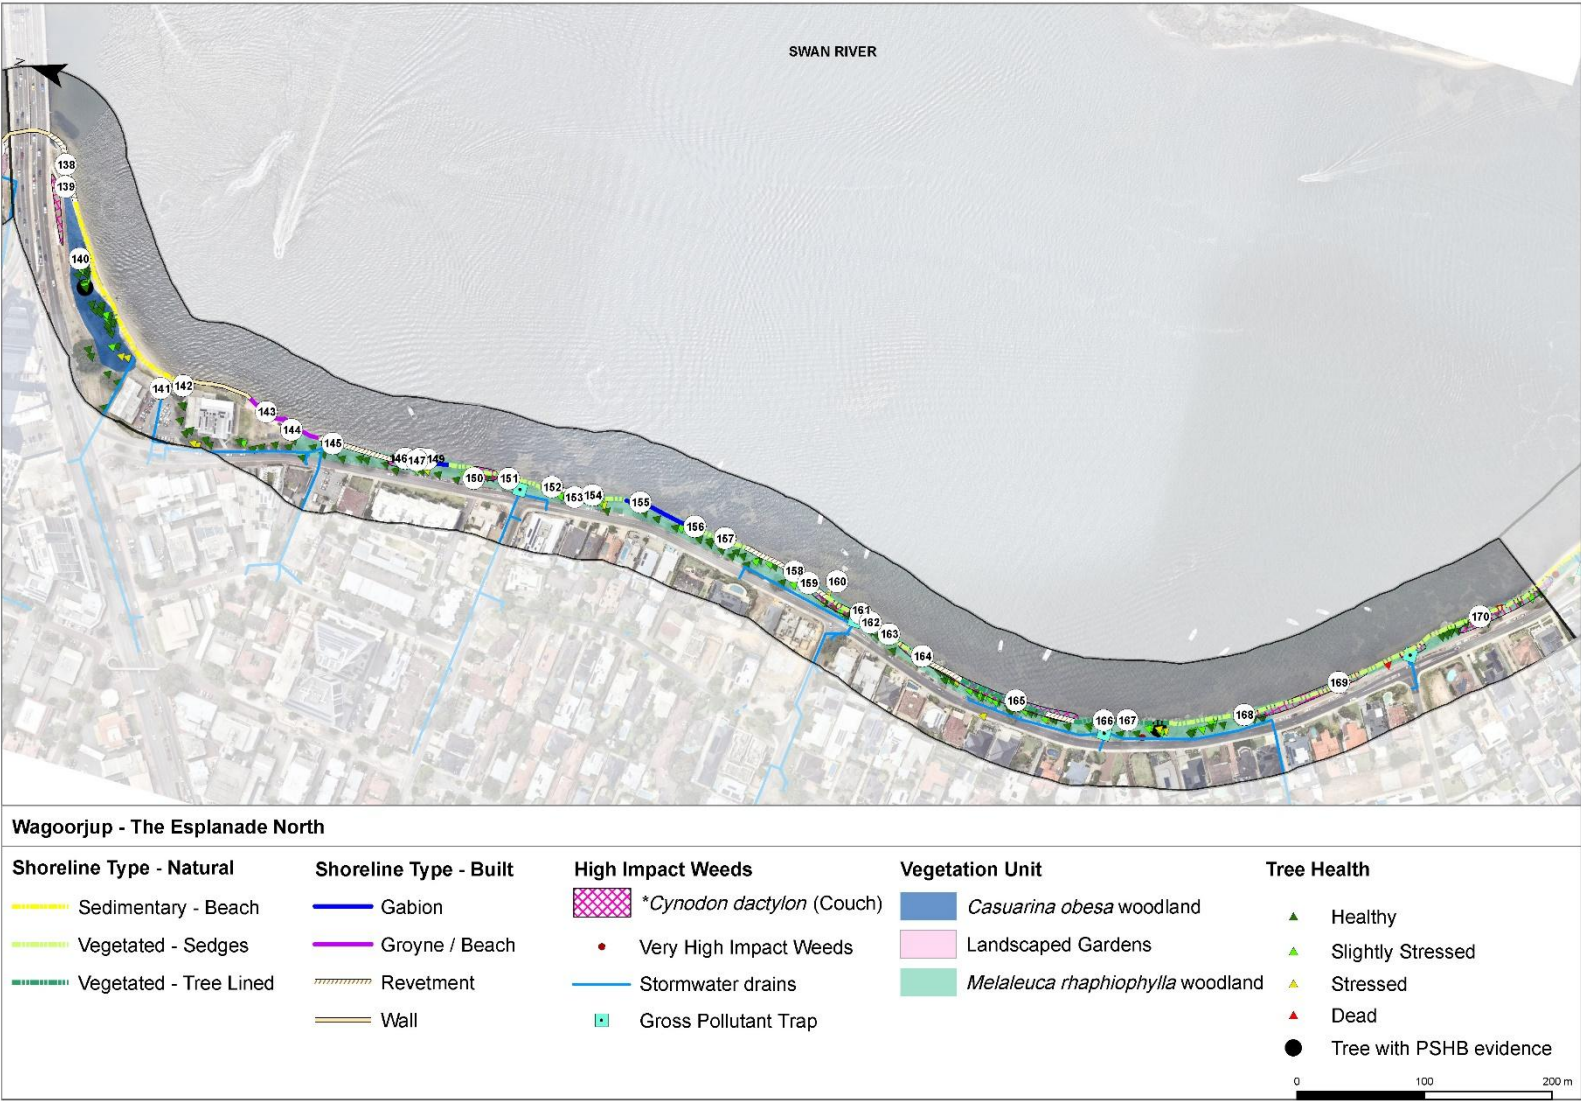 SWAN RIVER
138
139
140
141
142
143
144
145
146
147
149
150
151
152
153
154
155
156
157
158
159
160
161
162
163
164
165
166
167
168
169
170
Wagoorjup - The Esplanade North
Shoreline Type - Natural
Sedimentary - Beach
Vegetated - Sedges
Vegetated - Tree Lined
Shoreline Type - Built
Gabion
Groyne / Beach
Revetment
Wall
High Impact Weeds
*Cynodon dactylon (Couch)
Very High Impact Weeds
Stormwater drains
Gross Pollutant Trap
Vegetation Unit
Casuarina obesa woodland
Landscaped Gardens
Melaleuca rhaphiophylla woodland
Tree Health
Healthy
Slightly Stressed
Stressed
Dead
Tree with PSHB evidence
0 100 200 m